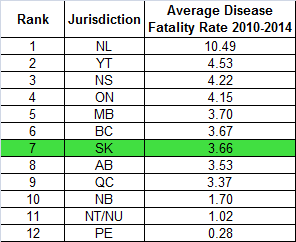 Rank Jurisdiction Average Disease
Fatality Rate 2010-2014
1 NL 10.49
2 YT 4.53
3 NS 4.22
4 ON 4.15
5 MB 3.70
6 BC 3.67
7 SK 3.66
8 AB 3.53
9 QC 3.37
10 NB 1.70
11 NT/NU 1.02
12 PE 0.28